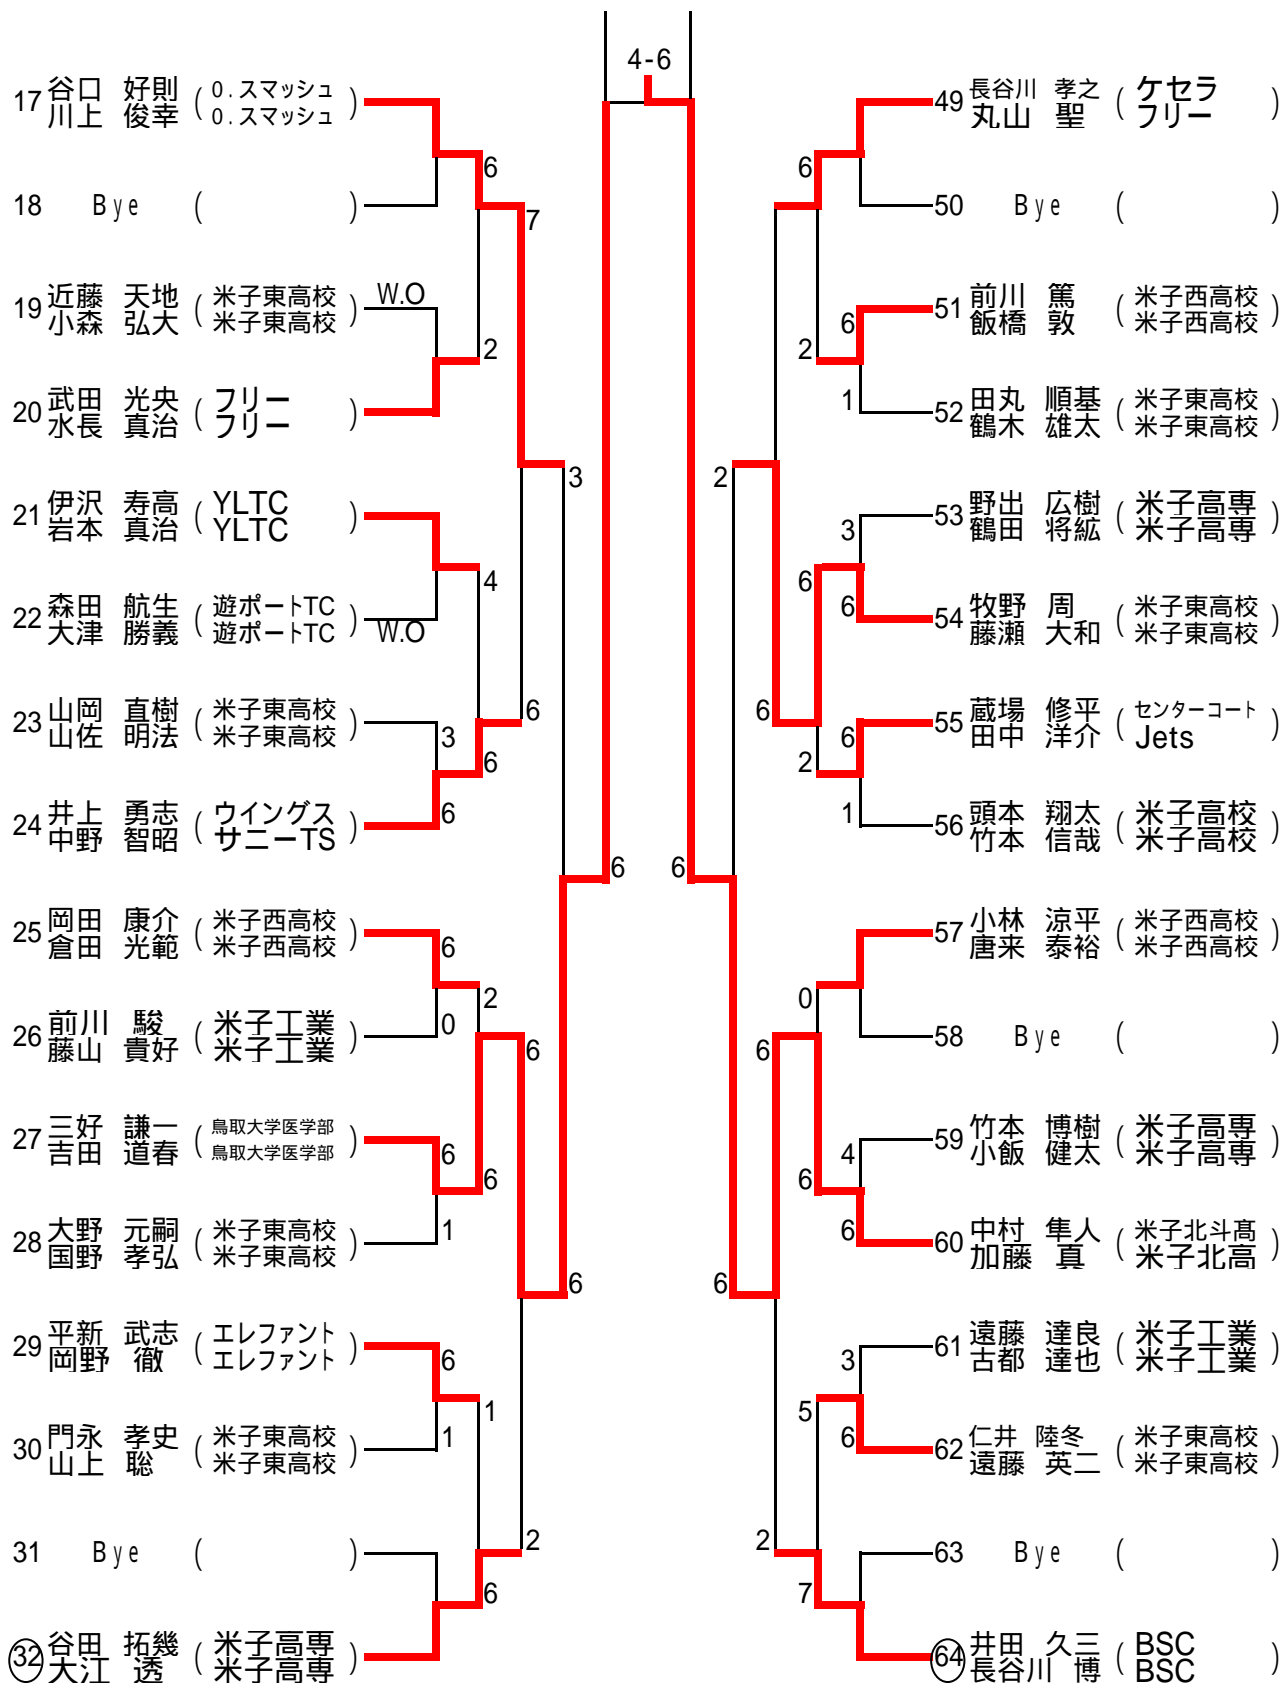 4-6
17 谷口 好則 ( 0.スマッシュ )
川上 俊幸 0.スマッシュ
6
18 Bye ( )
7
19 近藤 天地 ( 米子東高校 ) W.O
小森 弘大 米子東高校
2
20 武田 光央 ( フリー )
水長 真治 フリー
3
21 伊沢 寿高 ( YLTC )
岩本 真治 YLTC
4
22 森田 航生 ( 遊ポートTC ) W.O
大津 勝義 遊ポートTC
6
23 山岡 直樹 ( 米子東高校 ) 3
山佐 明法 米子東高校
6
24 井上 勇志 ( ウイングス ) 6
中野 智昭 サニーTS
6
25 岡田 康介 ( 米子西高校 ) 6
倉田 光範 米子西高校
2
26 前川 駿 ( 米子工業 ) 0
藤山 貴好 米子工業
6
27 三好 謙一 ( 鳥取大学医学部 ) 6
吉田 道春 鳥取大学医学部
6
28 大野 元嗣 ( 米子東高校 ) 1
国野 孝弘 米子東高校
6
29 平新 武志 ( エレファント ) 6
岡野 徹 エレファント
1
30 門永 孝史 ( 米子東高校 ) 1
山上 聡 米子東高校
2
31 Bye ( )
6
32 谷田 拓幾 ( 米子高専 )
大江 透 米子高専
49 長谷川 孝之 ( ケセラ )
丸山 聖 フリー
6
50 Bye ( )
6 51 前川 篤 ( 米子西高校 )
飯橋 敦 米子西高校
2
1 52 田丸 順基 ( 米子東高校 )
鶴木 雄太 米子東高校
2
3 53 野出 広樹 ( 米子高専 )
鶴田 将紘 米子高専
6
6 54 牧野 周 ( 米子東高校 )
藤瀬 大和 米子東高校
6
6 55 蔵場 修平 ( センターコート )
田中 洋介 Jets
2
1 56 頭本 翔太 ( 米子高校 )
竹本 信哉 米子高校
6
57 小林 涼平 ( 米子西高校 )
唐来 泰裕 米子西高校
0
58 Bye ( )
6
4 59 竹本 博樹 ( 米子高専 )
小飯 健太 米子高専
6
6 60 中村 隼人 ( 米子北斗髙 )
加藤 真 米子北高
6
3 61 遠藤 達良 ( 米子工業 )
古都 達也 米子工業
5
6 62 仁井 陸冬 ( 米子東高校 )
遠藤 英二 米子東高校
2
63 Bye ( )
7
64 井田 久三 ( BSC )
長谷川 博 BSC